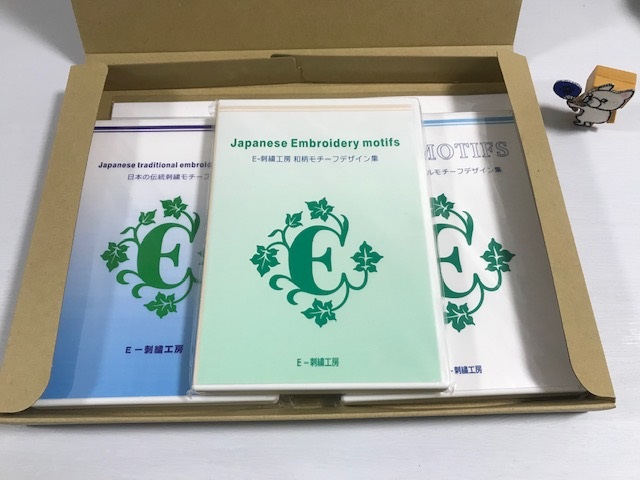 Japanese Embroidery motifs
E-刺繍工房 和柄モチーフデザイン集
E
E-刺繍工房
Japanese traditional embroid
日本の伝統刺繍モチーフ
E
E-刺繍工房
MOTIFS
ルモチーフデザイン集
E
-刺繍工房